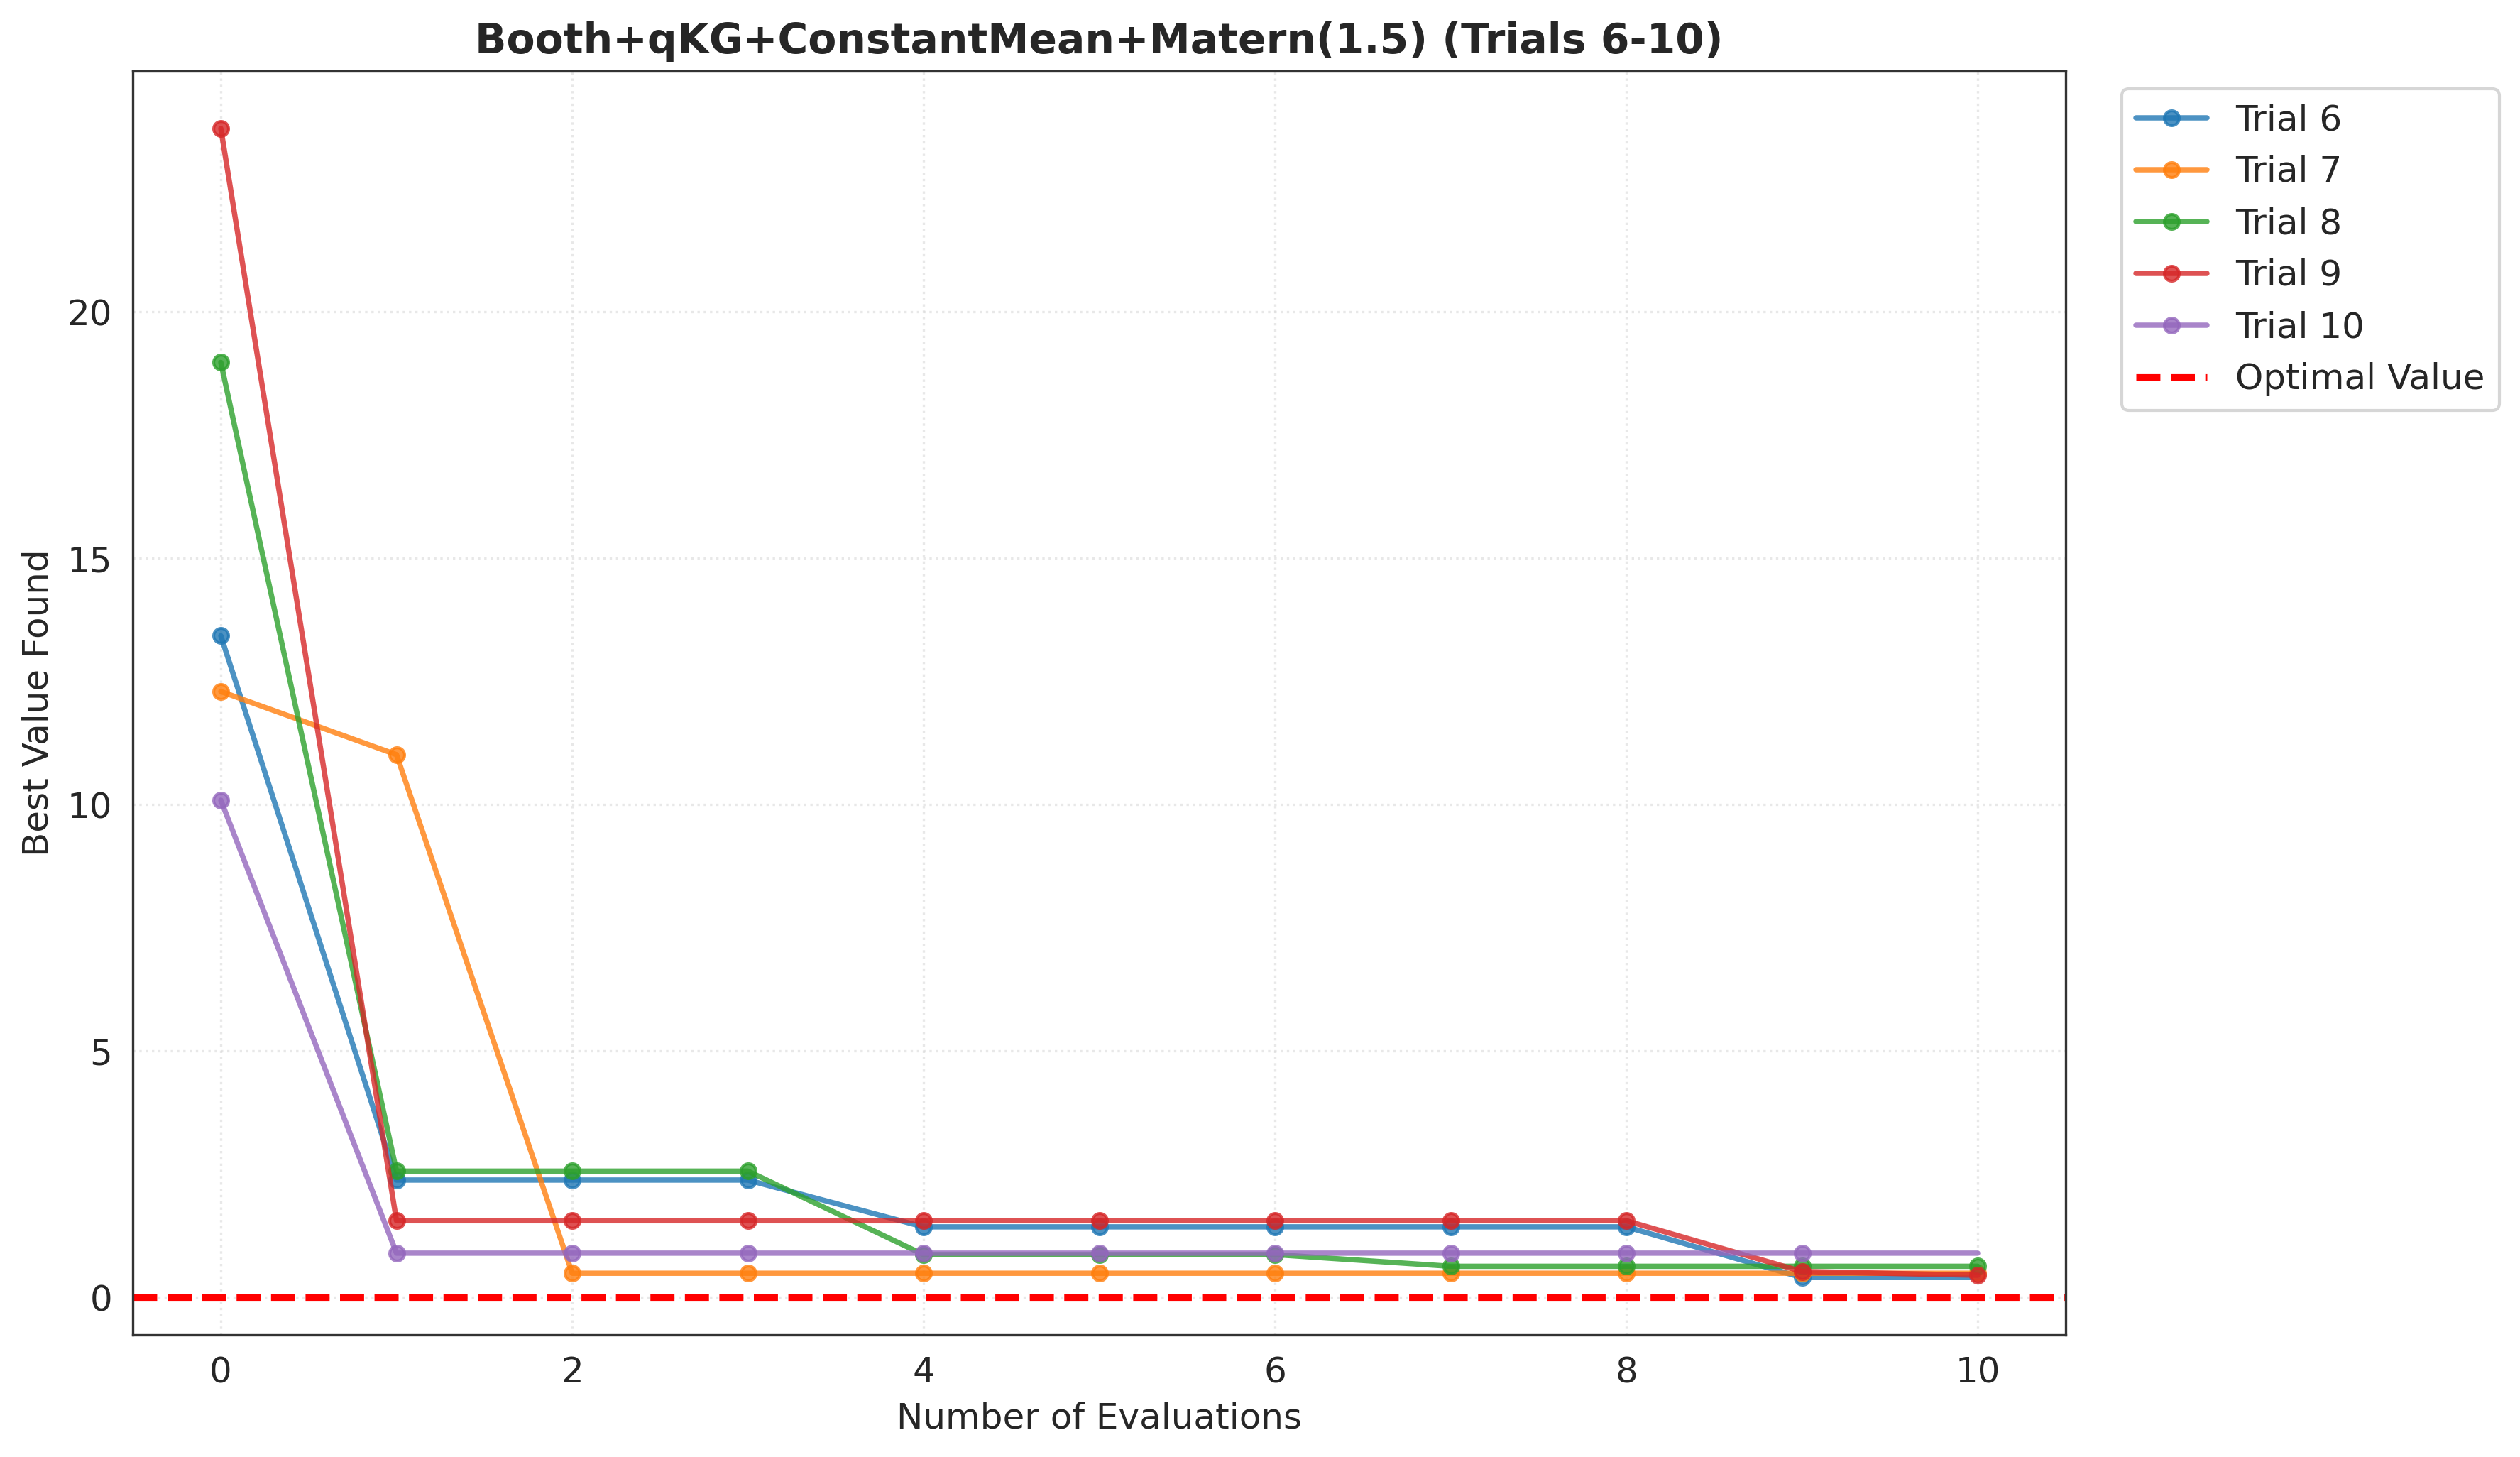 Booth+qKG+ConstantMean+Matern(1.5) (Trials 6-10)
Trial 6
Trial 7
Trial 8
Trial 9
Trial 10
Optimal Value
Best Value Found
20
15
10
5
0
0 2 4 6 8 10
Number of Evaluations